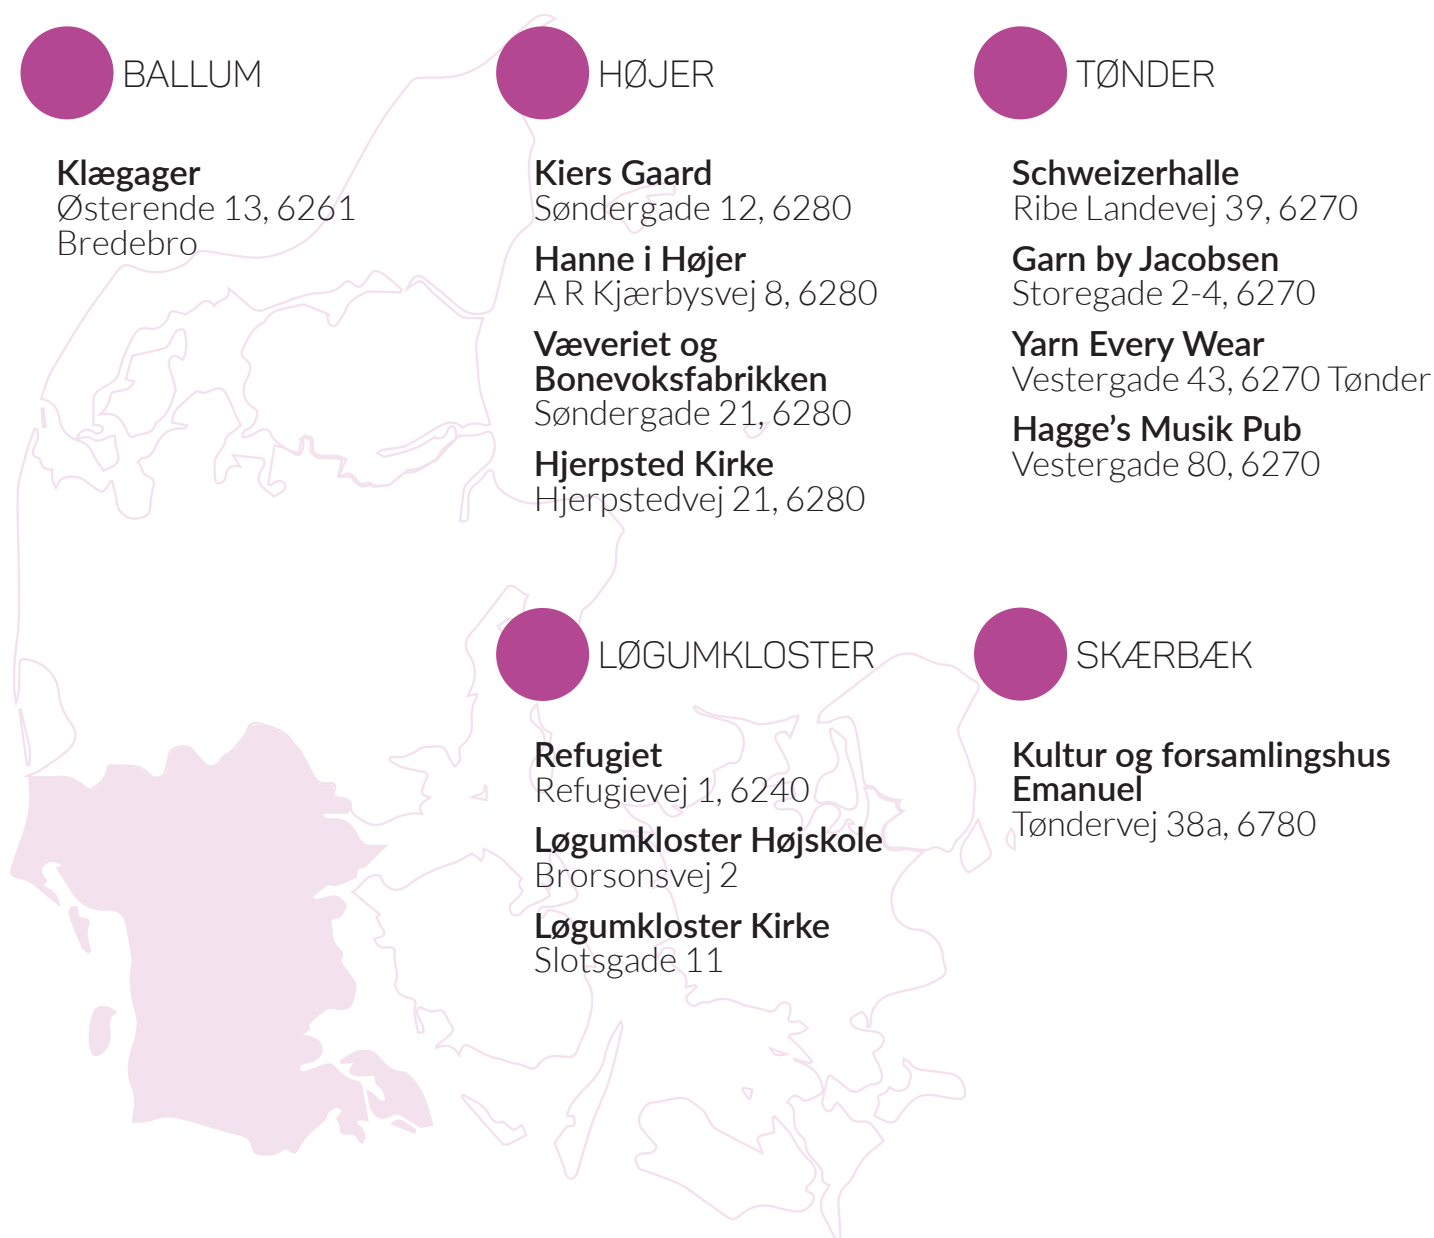 BALLUM
Klægager
Østerende 13, 6261
Bredebro
HØJER
Kiers Gaard
Søndergade 12, 6280
Hanne i Højer
A R Kjærbysvej 8, 6280
Væveriet og
Bonevoksfabrikken
Søndergade 21, 6280
Hjerpsted Kirke
Hjerpstedvej 21, 6280
TØNDER
Schweizerhalle
Ribe Landevej 39, 6270
Garn by Jacobsen
Storegade 2-4, 6270
Yarn Every Wear
Vestergade 43, 6270 Tønder
Hagge’s Musik Pub
Vestergade 80, 6270
LØGUMKLOSTER
Refugiet
Refugievej 1, 6240
Løgumkloster Højskole
Brorsonsvej 2
Løgumkloster Kirke
Slotsgade 11
SKÆRBÆK
Kultur og forsamlingshus
Emanuel
Tøndervej 38a, 6780